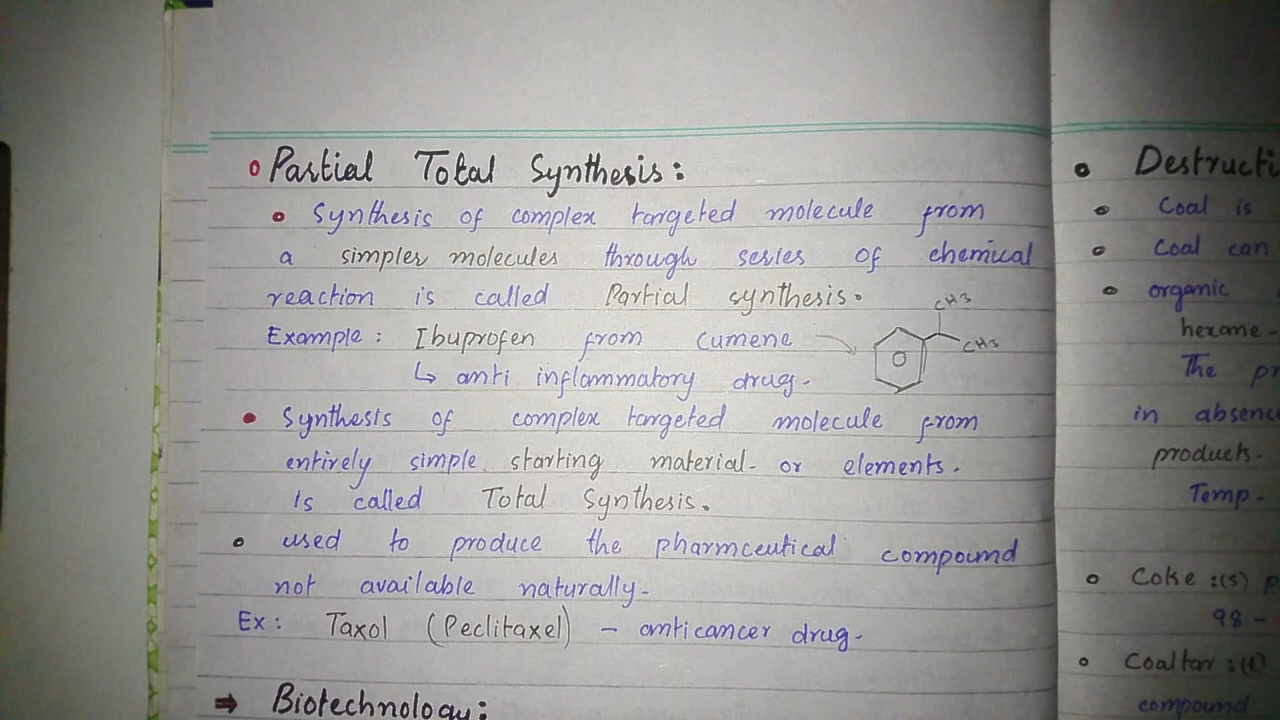 Partial Total Synthesis:
Synthesis of complex targeted molecule from
a simpler molecules through series of chemical
reaction is called Partial synthesis.
Example: Ibuprofen from Cumene
CH3
CH3
↳ anti inflammatory drug.
Synthesis of complex targeted molecule from
entirely simple starting material. or elements.
is called Total Synthesis.
used to produce the pharmceutical compound
not available naturally.
Ex: Taxol (Peclitaxel) - anticancer drug.
⇒ Biotechnology:
Destructi
Coal is
Coal can
organic
hexane-
The pr
in absenc
products.
Temp.
Coke:(s) p
98-
Coaltar:(l)
compound